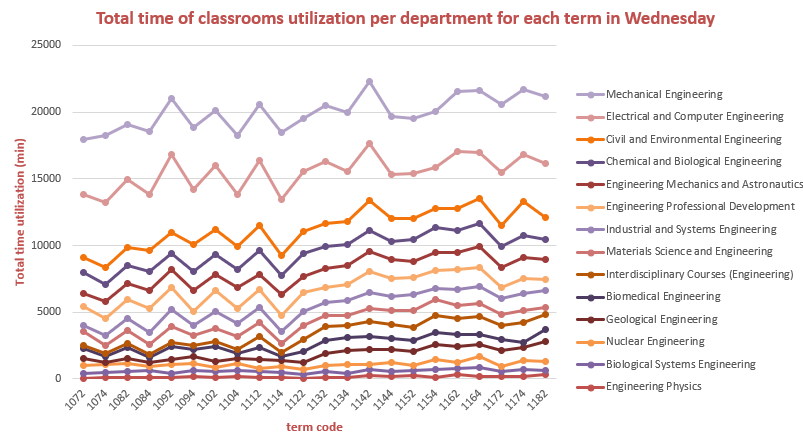 Total time of classrooms utilization per department for each term in Wednesday
Total time utilization (min)
25000
20000
15000
10000
5000
0
1072 1074 1082 1084 1092 1094 1102 1104 1112 1114 1122 1132 1134 1142 1144 1152 1154 1162 1164 1172 1174 1182
term code
Mechanical Engineering
Electrical and Computer Engineering
Civil and Environmental Engineering
Chemical and Biological Engineering
Engineering Mechanics and Astronautics
Engineering Professional Development
Industrial and Systems Engineering
Materials Science and Engineering
Interdisciplinary Courses (Engineering)
Biomedical Engineering
Geological Engineering
Nuclear Engineering
Biological Systems Engineering
Engineering Physics